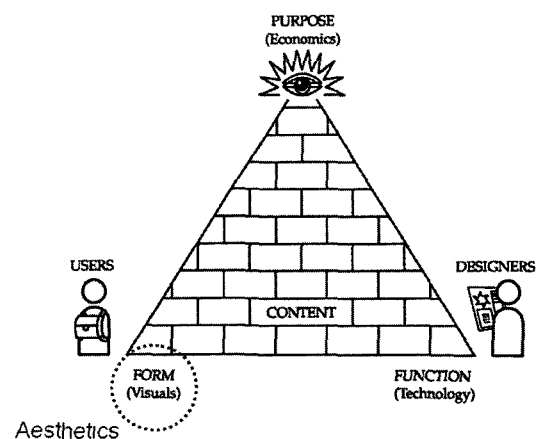 PURPOSE
(Economics)
USERS
DESIGNERS
CONTENT
FORM
(Visuals)
FUNCTION
(Technology)
Aesthetics